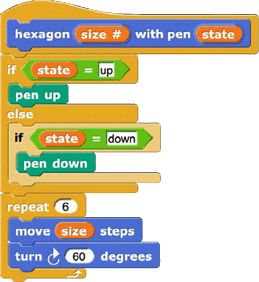 hexagon size # with pen state
if state = up
pen up
else
if state = down
pen down
repeat 6
move size steps
turn 60 degrees